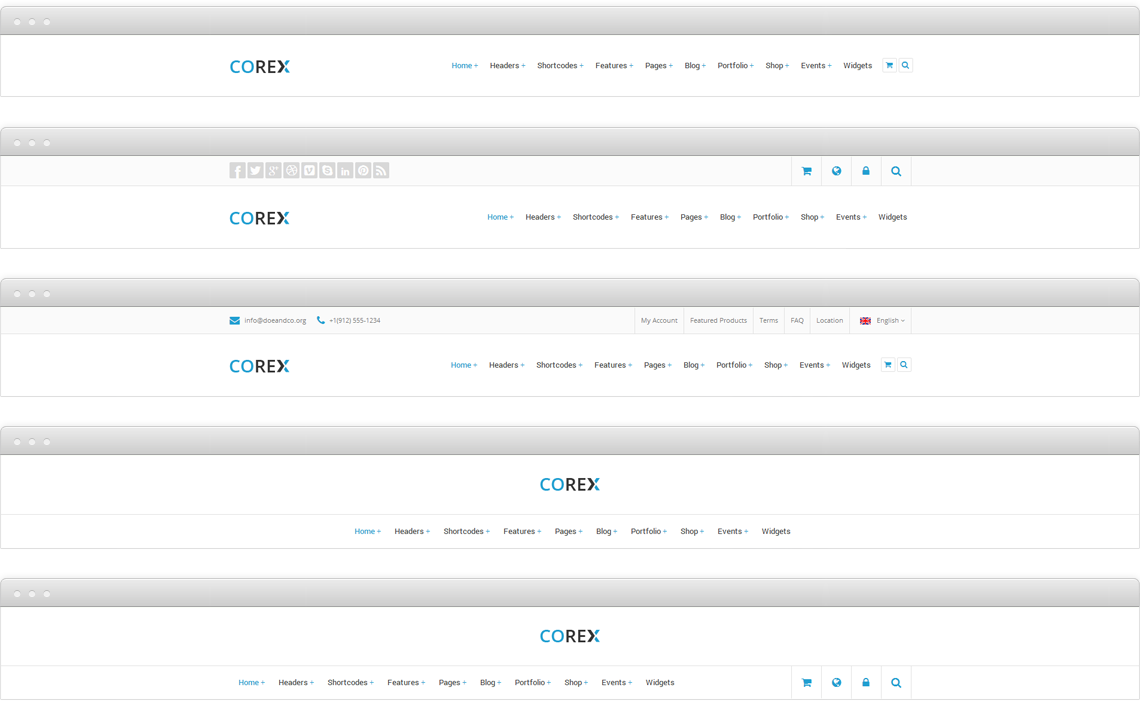 COREX Home + Headers + Shortcodes + Features + Pages + Blog + Portfolio + Shop + Events + Widgets
COREX Home + Headers + Shortcodes + Features + Pages + Blog + Portfolio + Shop + Events + Widgets
info@doeandco.org +1(912) 555-1234 My Account Featured Products Terms FAQ Location English
COREX Home + Headers + Shortcodes + Features + Pages + Blog + Portfolio + Shop + Events + Widgets
COREX
Home + Headers + Shortcodes + Features + Pages + Blog + Portfolio + Shop + Events + Widgets
COREX
Home + Headers + Shortcodes + Features + Pages + Blog + Portfolio + Shop + Events + Widgets